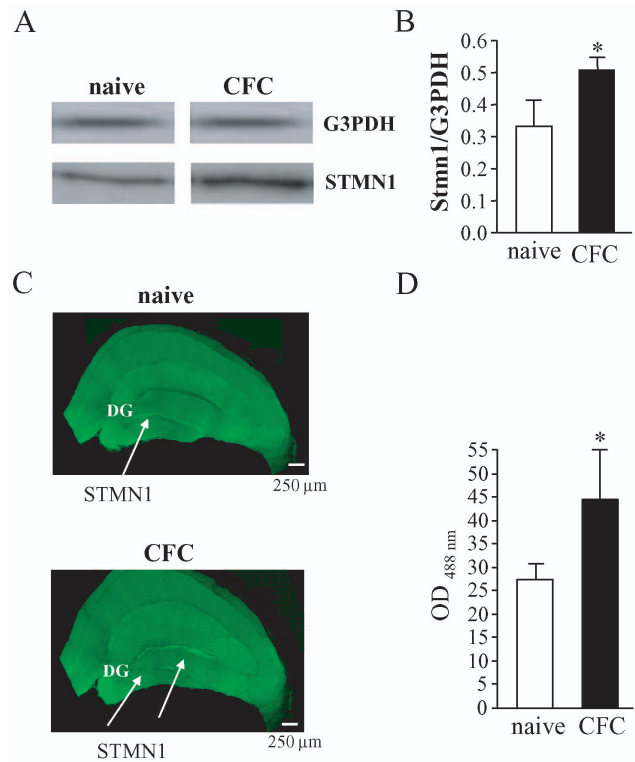 A
naive CFC
G3PDH
STMN1
B
Stmn1/G3PDH
0.6
0.5
0.4
0.3
0.2
0.1
0.0
*
naive CFC
C
naive
DG
STMN1
250 µm
CFC
DG
STMN1
250 µm
D
OD 488 nm
55
50
45
40
35
30
25
20
15
10
5
0
*
naive CFC